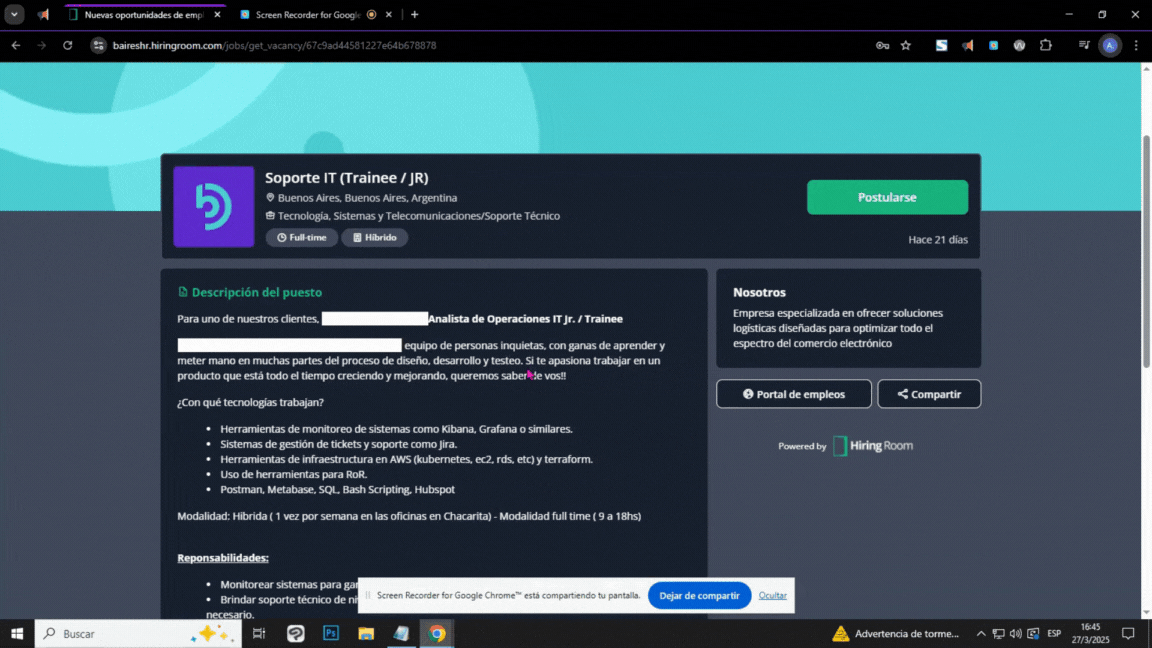 Nuevas oportunidades de empl
Screen Recorder for Google
baireshr.hiringroom.com/jobs/get_vacancy/67c9ad44581227e64b678878
Soporte IT (Trainee / JR)
Buenos Aires, Buenos Aires, Argentina
Tecnología, Sistemas y Telecomunicaciones/Soporte Técnico
Full-time
Híbrido
Postularse
Hace 21 días
Descripción del puesto
Para uno de nuestros clientes,
Analista de Operaciones IT Jr. / Trainee
equipo de personas inquietas, con ganas de aprender y
meter mano en muchas partes del proceso de diseño, desarrollo y testeo. Si te apasiona trabajar en un
producto que está todo el tiempo creciendo y mejorando, queremos saber de vos!!
¿Con qué tecnologías trabajan?
Herramientas de monitoreo de sistemas como Kibana, Grafana o similares.
Sistemas de gestión de tickets y soporte como Jira.
Herramientas de infraestructura en AWS (kubernetes, ec2, rds, etc) y terraform.
Uso de herramientas para RoR.
Postman, Metabase, SQL, Bash Scripting, Hubspot
Modalidad: Híbrida ( 1 vez por semana en las oficinas en Chacarita) - Modalidad full time ( 9 a 18hs)
Reponsabilidades:
Monitorear sistemas para
Brindar soporte técnico de
necesario.
Nosotros
Empresa especializada en ofrecer soluciones
logísticas diseñadas para optimizar todo el
espectro del comercio electrónico
Portal de empleos
Compartir
Powered by HiringRoom
Screen Recorder for Google Chrome™ está compartiendo tu pantalla.
Dejar de compartir
Ocultar
Buscar
Ps
Advertencia de torme...
ESP
16:45
27/3/2025